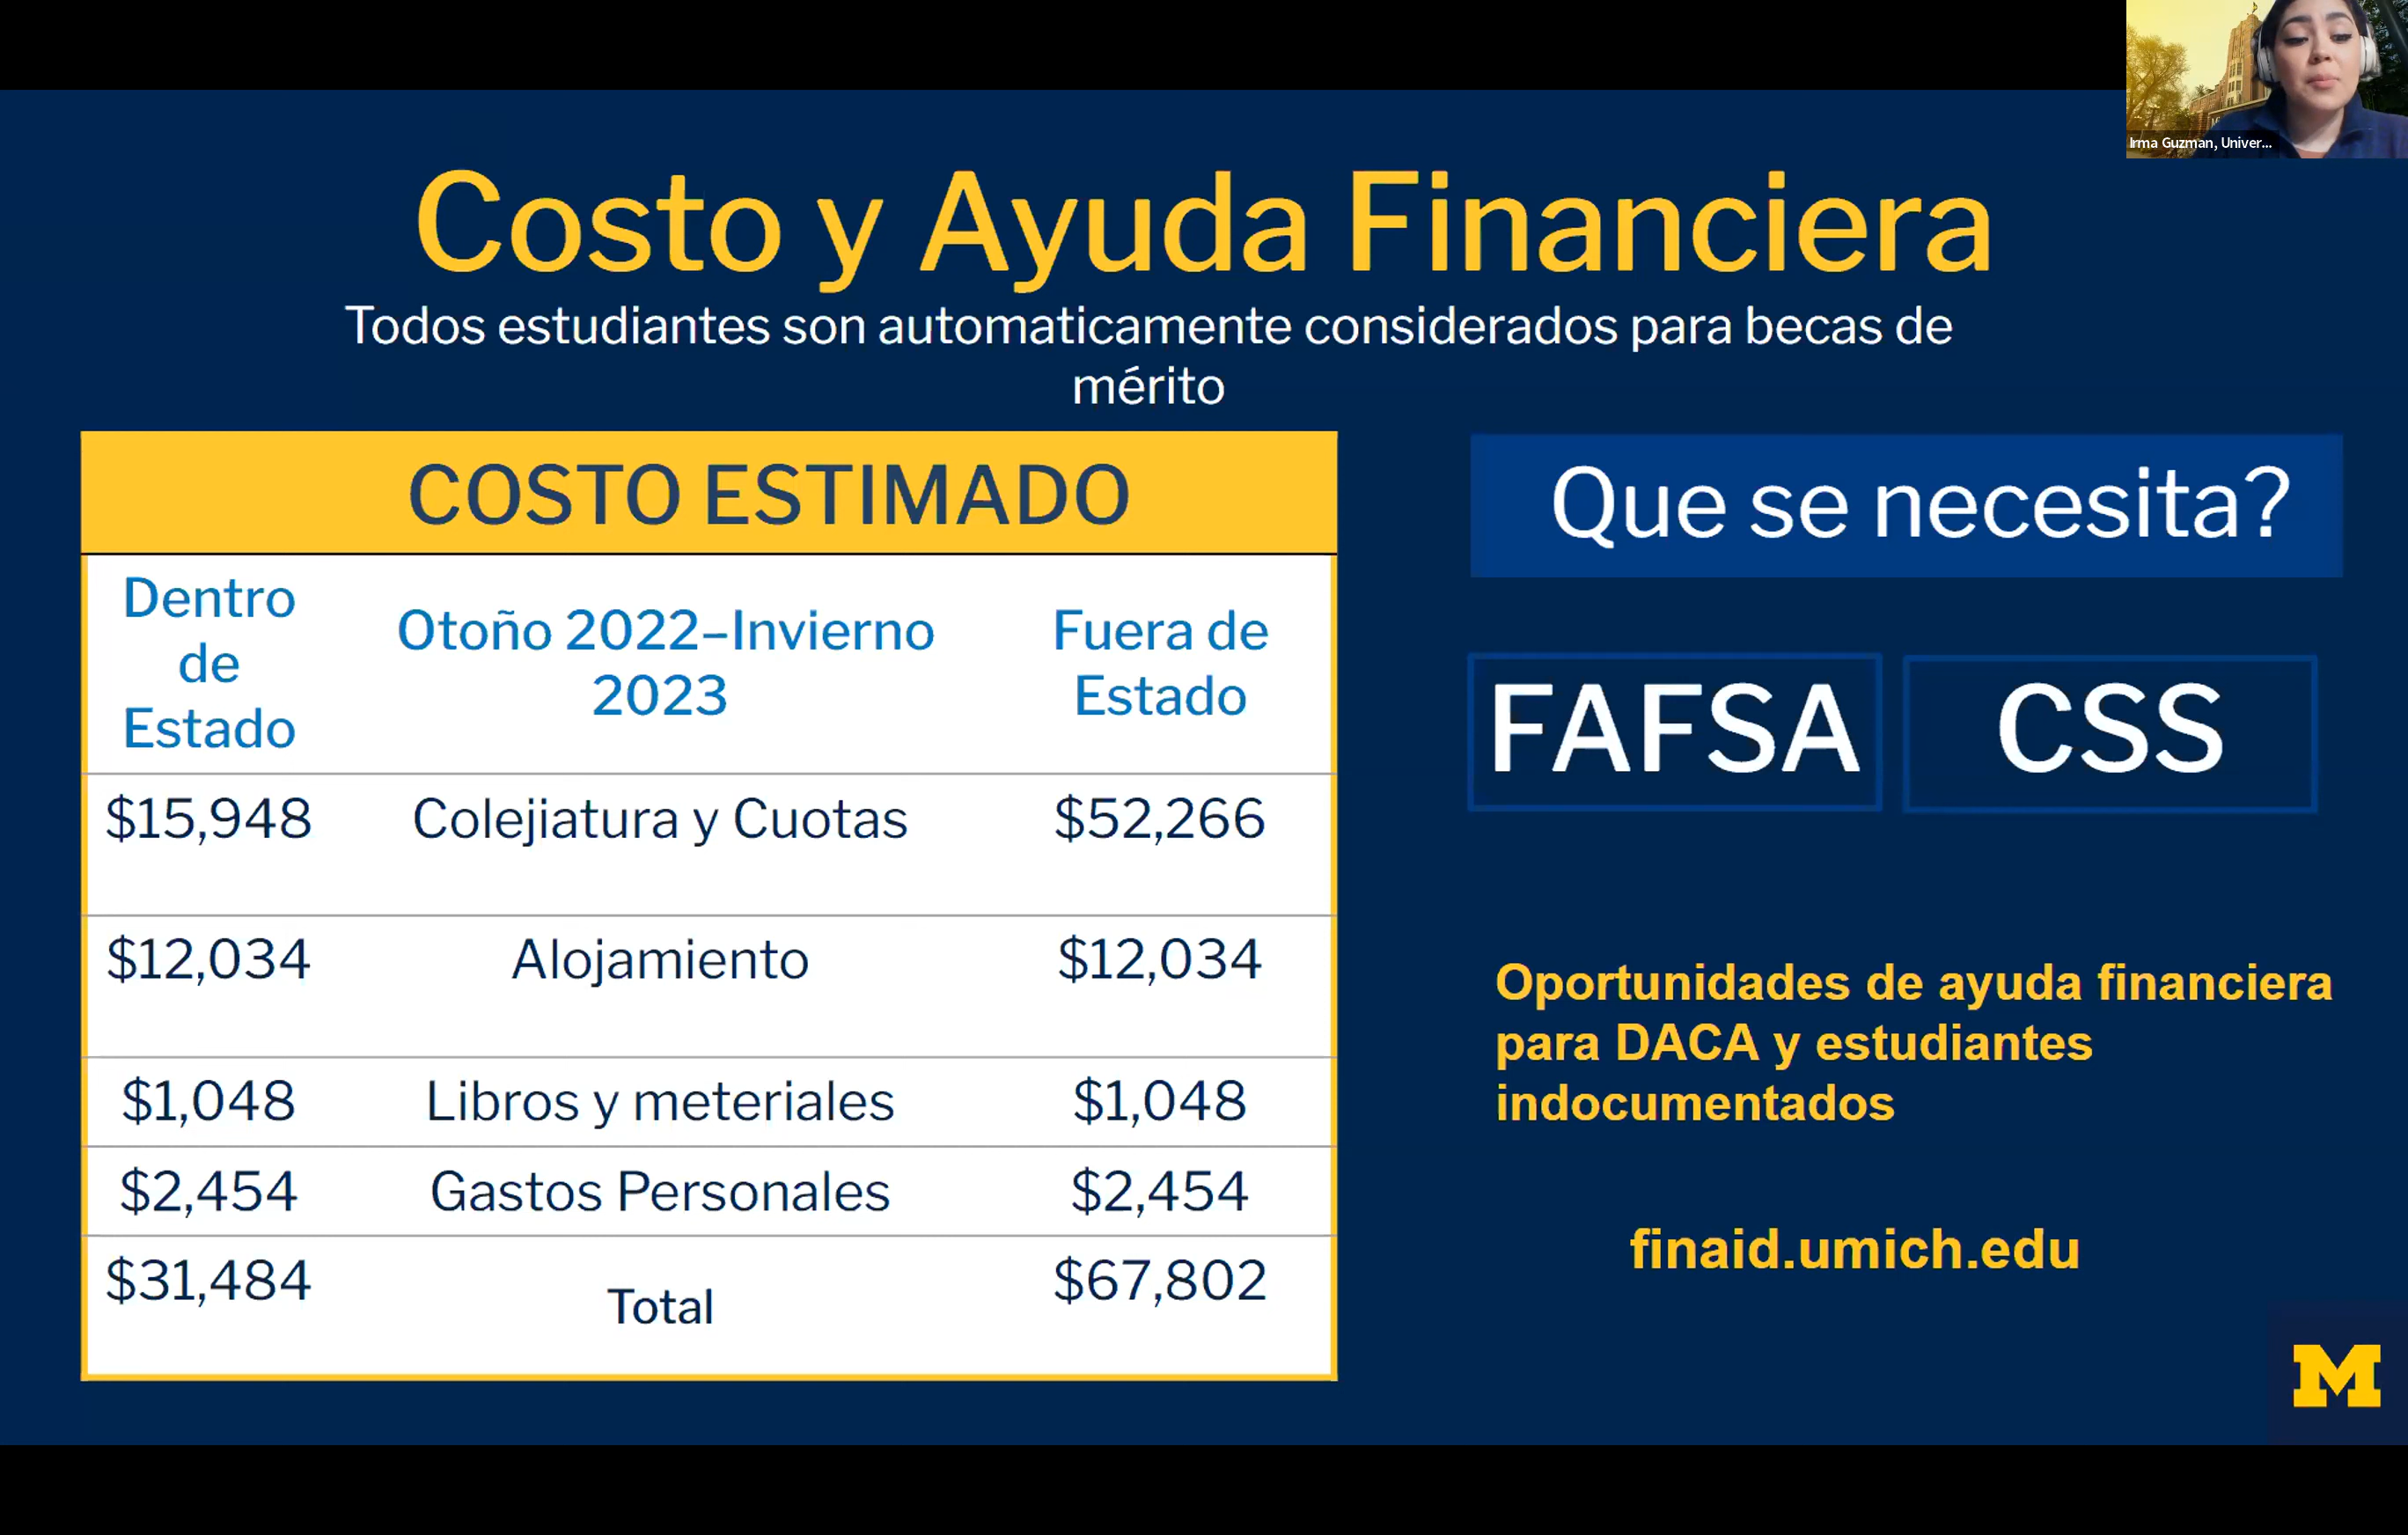 Irma Guzman, Univer...
Costo y Ayuda Financiera
Todos estudiantes son automaticamente considerados para becas de
mérito
COSTO ESTIMADO
Dentro
de
Estado
Otoño 2022–Invierno
2023
Fuera de
Estado
$15,948 Colejiatura y Cuotas $52,266
$12,034 Alojamiento $12,034
$1,048 Libros y meteriales $1,048
$2,454 Gastos Personales $2,454
$31,484 Total $67,802
Que se necesita?
FAFSA CSS
Oportunidades de ayuda financiera
para DACA y estudiantes
indocumentados
finaid.umich.edu
M